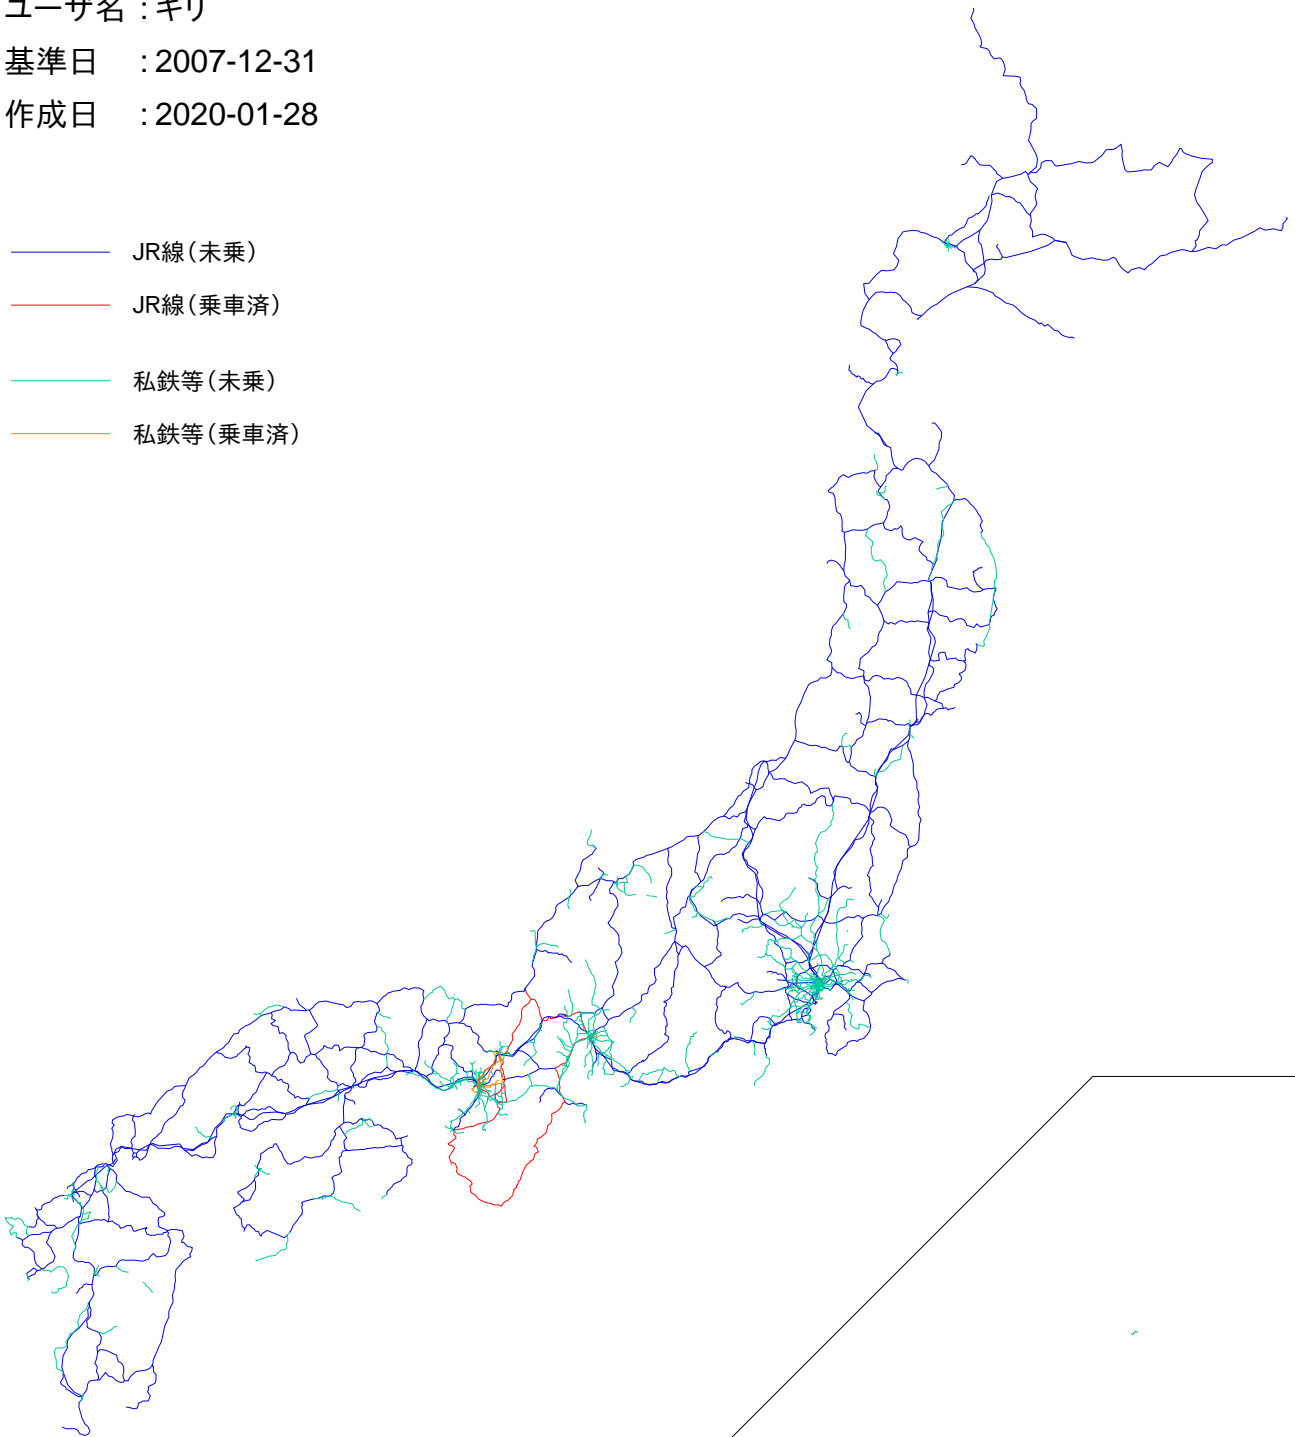 ユーザ名 : キリ
基準日 : 2007-12-31
作成日 : 2020-01-28
JR線(未乗)
JR線(乗車済)
私鉄等(未乗)
私鉄等(乗車済)